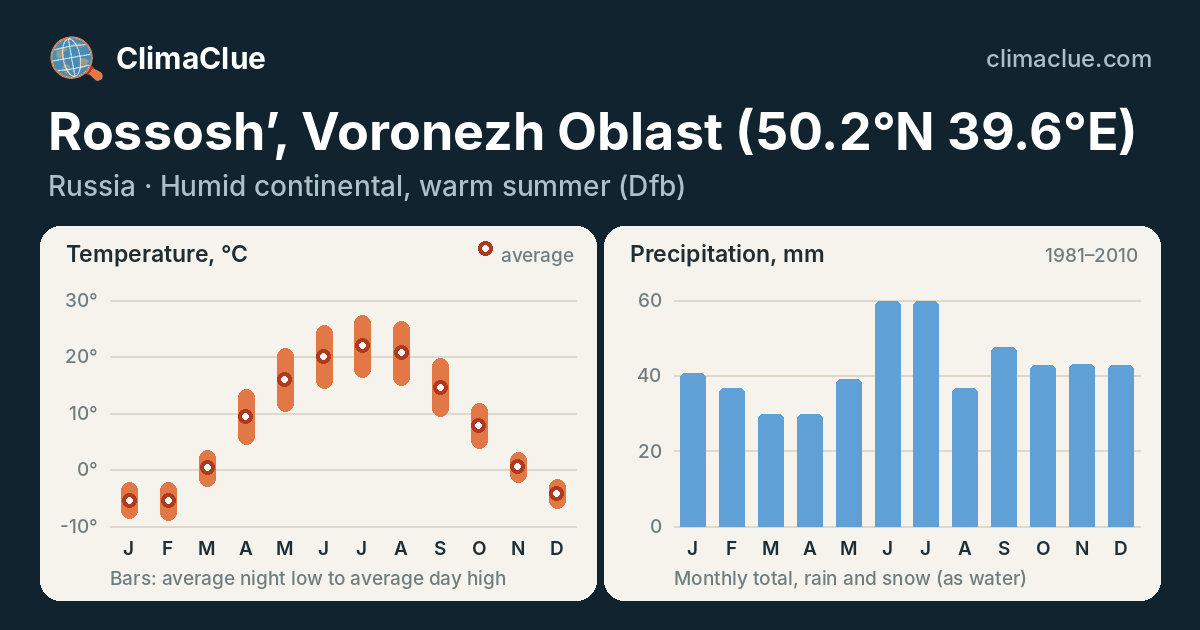 ClimaClue
climaclue.com
Rossosh’, Voronezh Oblast (50.2°N 39.6°E)
Russia · Humid continental, warm summer (Dfb)
Temperature, °C
average
30°
20°
10°
0°
-10°
J F M A M J J A S O N D
Bars: average night low to average day high
Precipitation, mm
1981–2010
60
40
20
0
J F M A M J J A S O N D
Monthly total, rain and snow (as water)